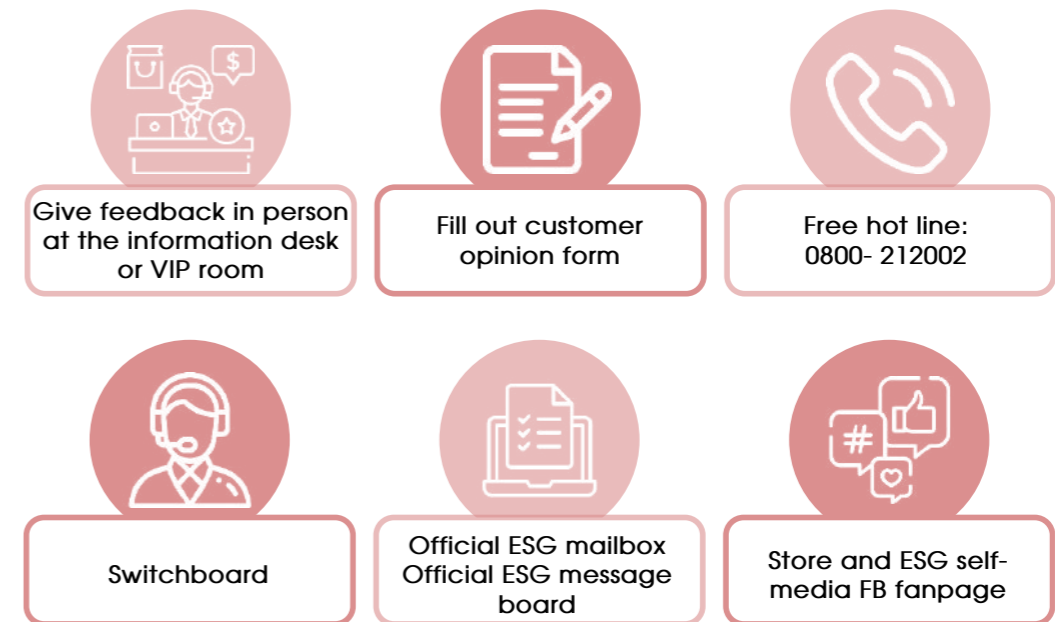 $
Give feedback in person
at the information desk
or VIP room
Fill out customer
opinion form
Free hot line:
0800- 212002
#
Switchboard
Official ESG mailbox
Official ESG message
board
Store and ESG self-
media FB fanpage